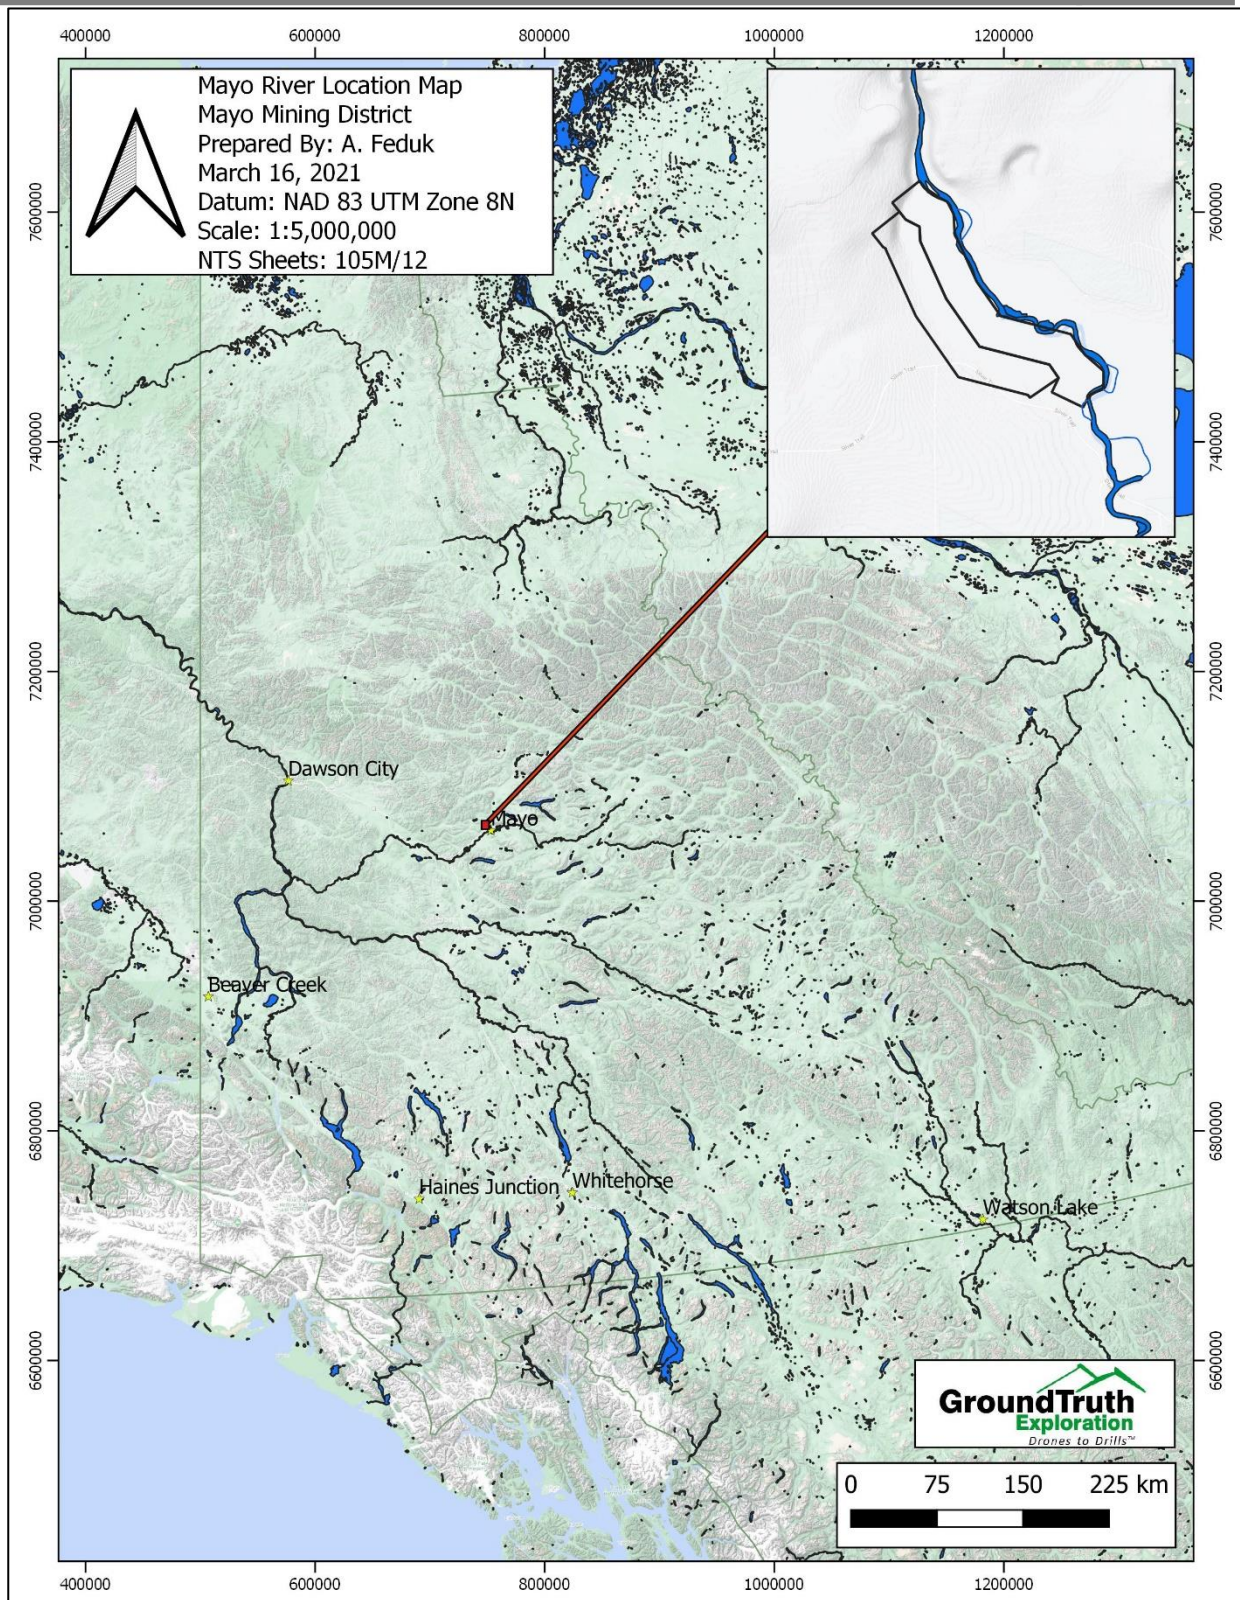 400000 600000 800000 1000000 1200000
Mayo River Location Map
Mayo Mining District
Prepared By: A. Feduk
March 16, 2021
Datum: NAD 83 UTM Zone 8N
Scale: 1:5,000,000
NTS Sheets: 105M/12
7600000 7600000
7400000 7400000
7200000 7200000
Dawson City
Mayo
7000000 7000000
Beaver Creek
6800000 6800000
Haines Junction
Whitehorse
Watson Lake
6600000 6600000
GroundTruth
Exploration
Drones to Drills™
0 75 150 225 km
400000 600000 800000 1000000 1200000